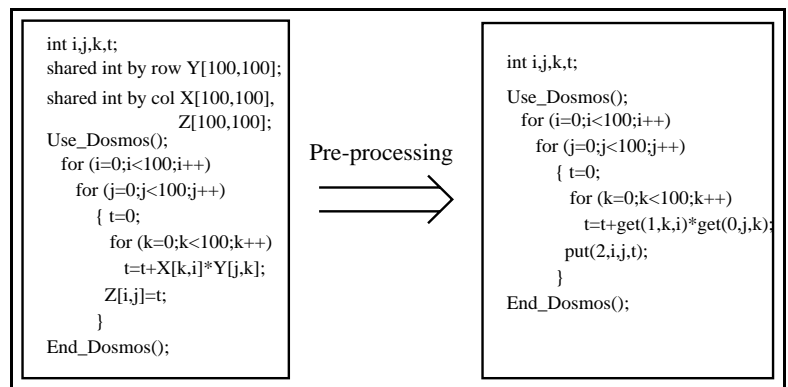 int i,j,k,t;
shared int by row Y[100,100];
shared int by col X[100,100],
Z[100,100];
Use_Dosmos();
for (i=0;i<100;i++)
for (j=0;j<100;j++)
{ t=0;
for (k=0;k<100;k++)
t=t+X[k,i]*Y[j,k];
Z[i,j]=t;
}
End_Dosmos();
Pre-processing
int i,j,k,t;
Use_Dosmos();
for (i=0;i<100;i++)
for (j=0;j<100;j++)
{ t=0;
for (k=0;k<100;k++)
t=t+get(1,k,i)*get(0,j,k);
put(2,i,j,t);
}
End_Dosmos();